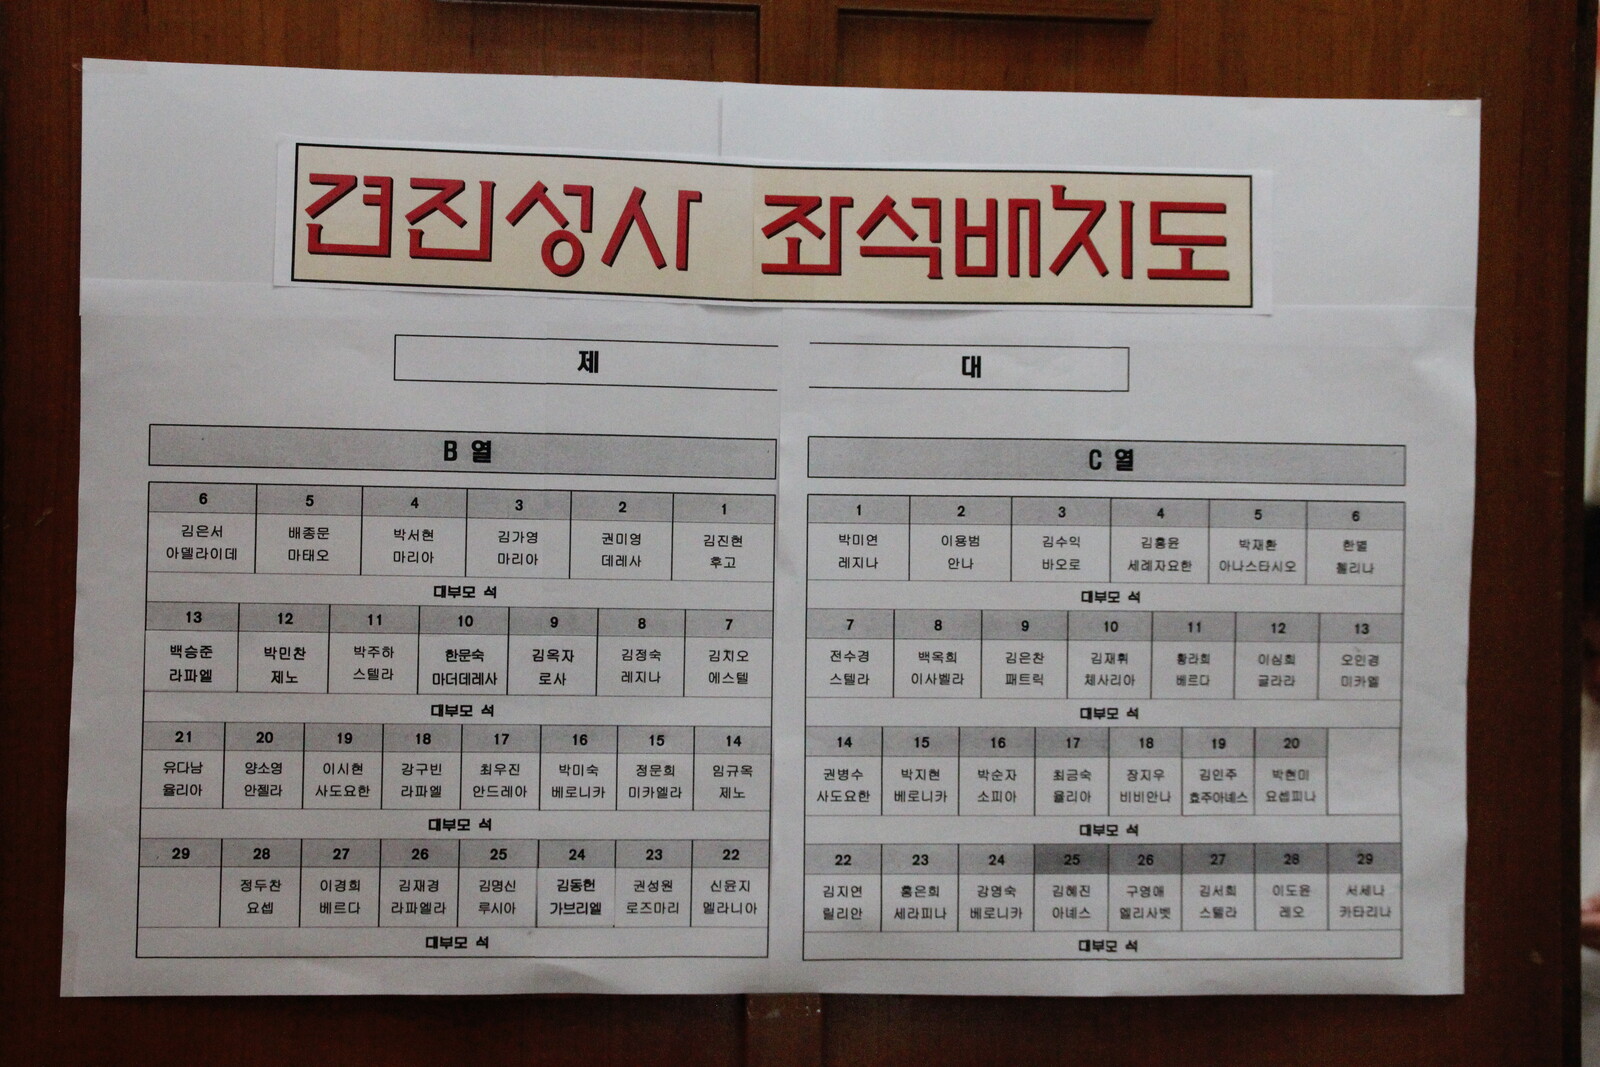 견진성사 좌석배치도
제 대
B 열
6 5 4 3 2 1
김은서 배종문 박서현 김가영 권미영 김진현
아델라이데 마태오 마리아 마리아 데레사 후고
대부모 석
13 12 11 10 9 8 7
백승준 박민찬 박주하 한문숙 김옥자 김정숙 김지오
라파엘 제노 스텔라 마더데레사 로사 레지나 에스텔
대부모 석
21 20 19 18 17 16 15 14
유다남 양소영 이시현 강구빈 최우진 박미숙 정문희 임규옥
율리아 안젤라 사도요한 라파엘 안드레아 베로니카 미카엘라 제노
대부모 석
29 28 27 26 25 24 23 22
정두찬 이경희 김재경 김명신 김동헌 권성원 신윤지
요셉 베르다 라파엘라 루시아 가브리엘 로즈마리 멜라니아
대부모 석
C 열
1 2 3 4 5 6
박미연 이용범 김수익 김홍윤 박재환 한별
레지나 안나 바오로 세례자요한 아나스타시오 헬리나
대부모 석
7 8 9 10 11 12 13
전수경 백옥희 김은찬 김재휘 황라희 이심희 오민경
스텔라 이사벨라 패트릭 체사리아 베르다 글라라 미카엘
대부모 석
14 15 16 17 18 19 20
권병수 박지현 박순자 최금숙 장지우 김인주 박현미
사도요한 베로니카 소피아 율리아 비비안나 효주아네스 요셉피나
대부모 석
22 23 24 25 26 27 28 29
김지연 홍은희 강영숙 김혜진 구영애 김서희 이도윤 서세나
릴리안 세라피나 베로니카 아녜스 엘리사벳 스텔라 레오 카타리나
대부모 석